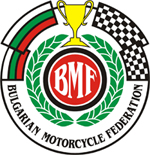 BMF
BULGARIAN MOTORCYCLE FEDERATION